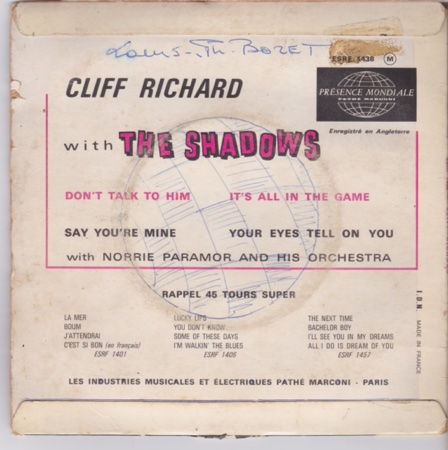 Louis-Th. BOZET
ESRF 1438 M
CLIFF RICHARD
PRÉSENCE MONDIALE
PATHÉ MARCONI
Enregistré en Angleterre
with THE SHADOWS
DON'T TALK TO HIM IT'S ALL IN THE GAME
SAY YOU'RE MINE YOUR EYES TELL ON YOU
with NORRIE PARAMOR AND HIS ORCHESTRA
RAPPEL 45 TOURS SUPER
LA MER LUCKY LIPS THE NEXT TIME
BOUM YOU DON'T KNOW BACHELOR BOY
J'ATTENDRAI SOME OF THESE DAYS I'LL SEE YOU IN MY DREAMS
C'EST SI BON (en français) I'M WALKIN' THE BLUES ALL I DO IS DREAM OF YOU
ESRF 1401 ESRF 1406 ESRF 1457
I.D.N. MADE IN FRANCE
LES INDUSTRIES MUSICALES ET ÉLECTRIQUES PATHÉ MARCONI - PARIS